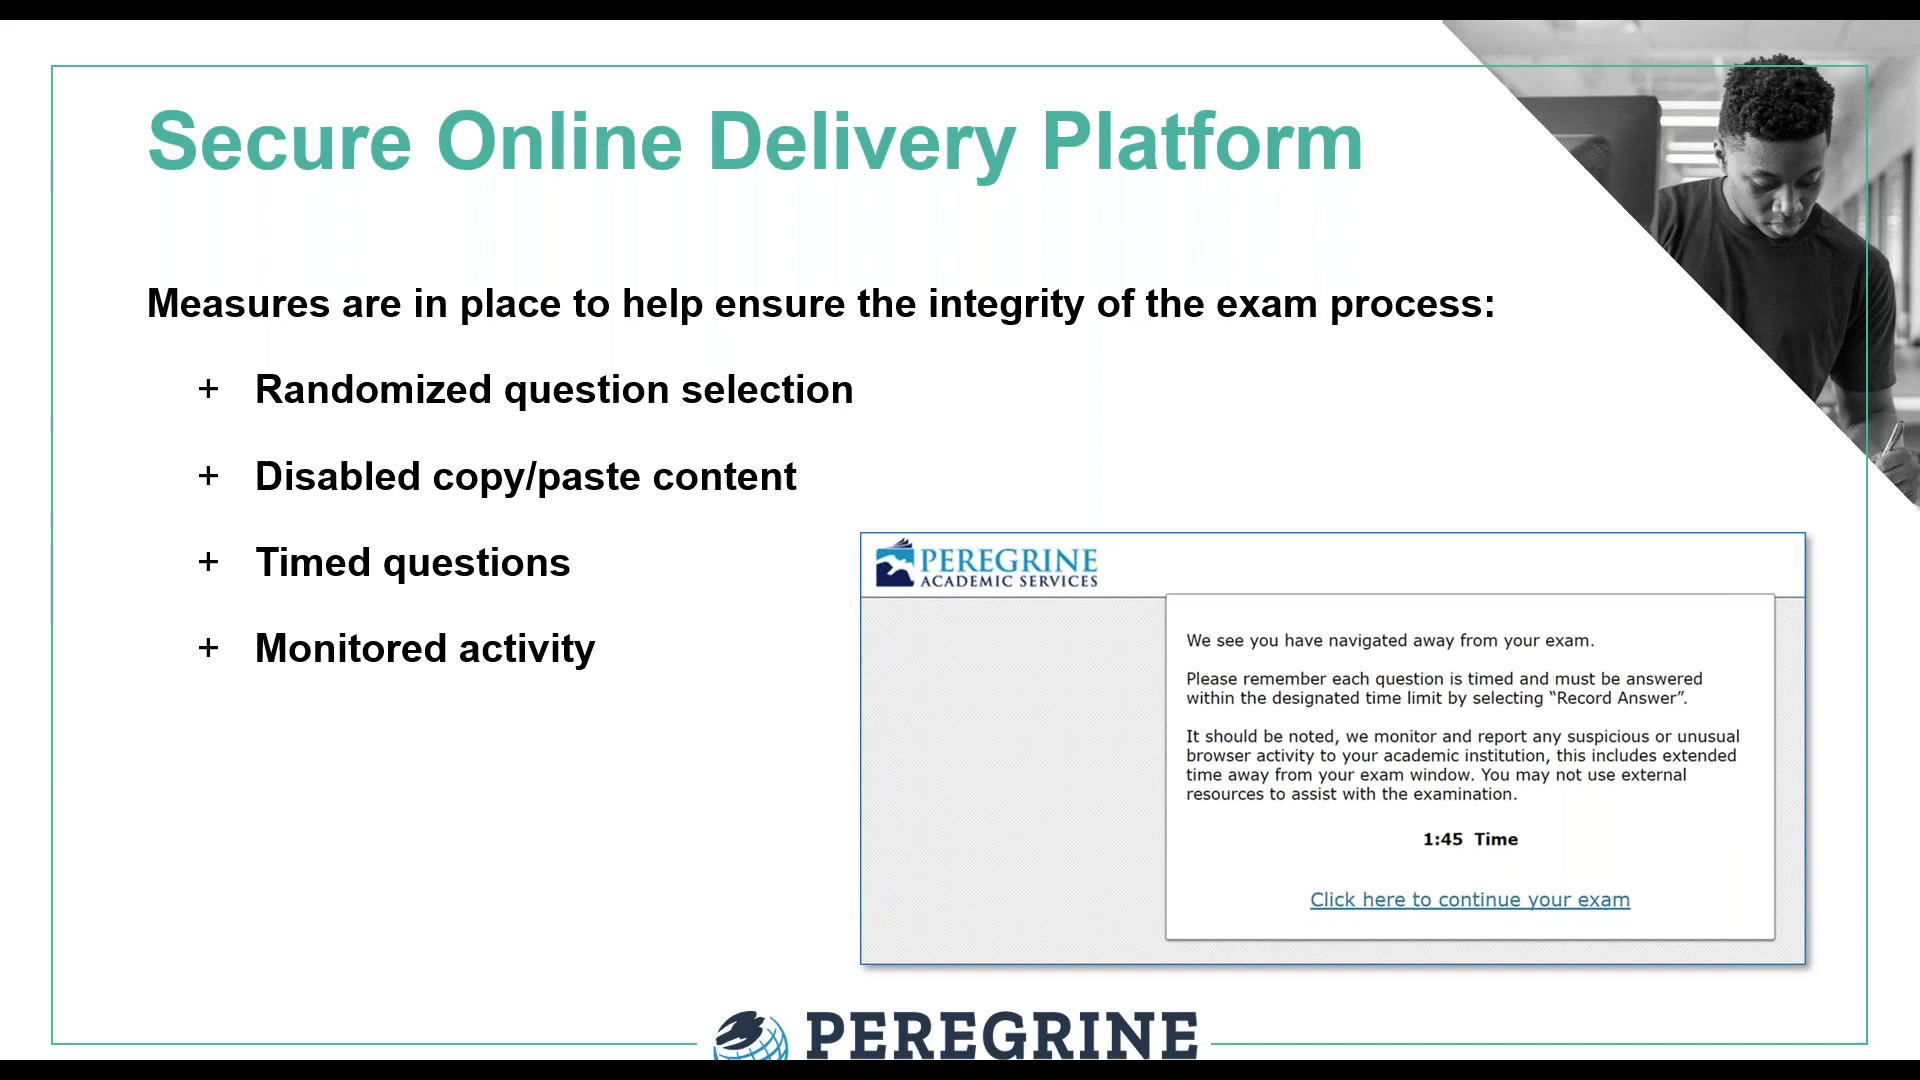 Secure Online Delivery Platform
Measures are in place to help ensure the integrity of the exam process:
+ Randomized question selection
+ Disabled copy/paste content
+ Timed questions
+ Monitored activity
PEREGRINE
ACADEMIC SERVICES
We see you have navigated away from your exam.
Please remember each question is timed and must be answered
within the designated time limit by selecting “Record Answer”.
It should be noted, we monitor and report any suspicious or unusual
browser activity to your academic institution, this includes extended
time away from your exam window. You may not use external
resources to assist with the examination.
1:45 Time
Click here to continue your exam
PEREGRINE